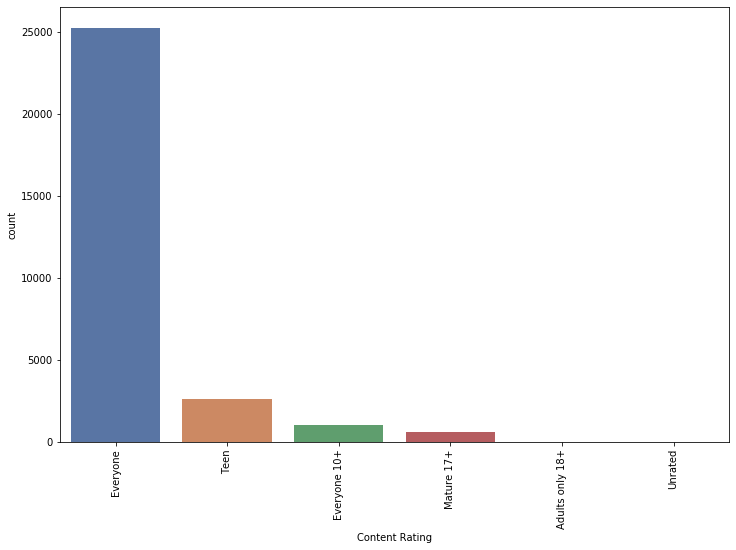 25000
20000
15000
10000
5000
0
count
Everyone
Teen
Everyone 10+
Mature 17+
Adults only 18+
Unrated
Content Rating